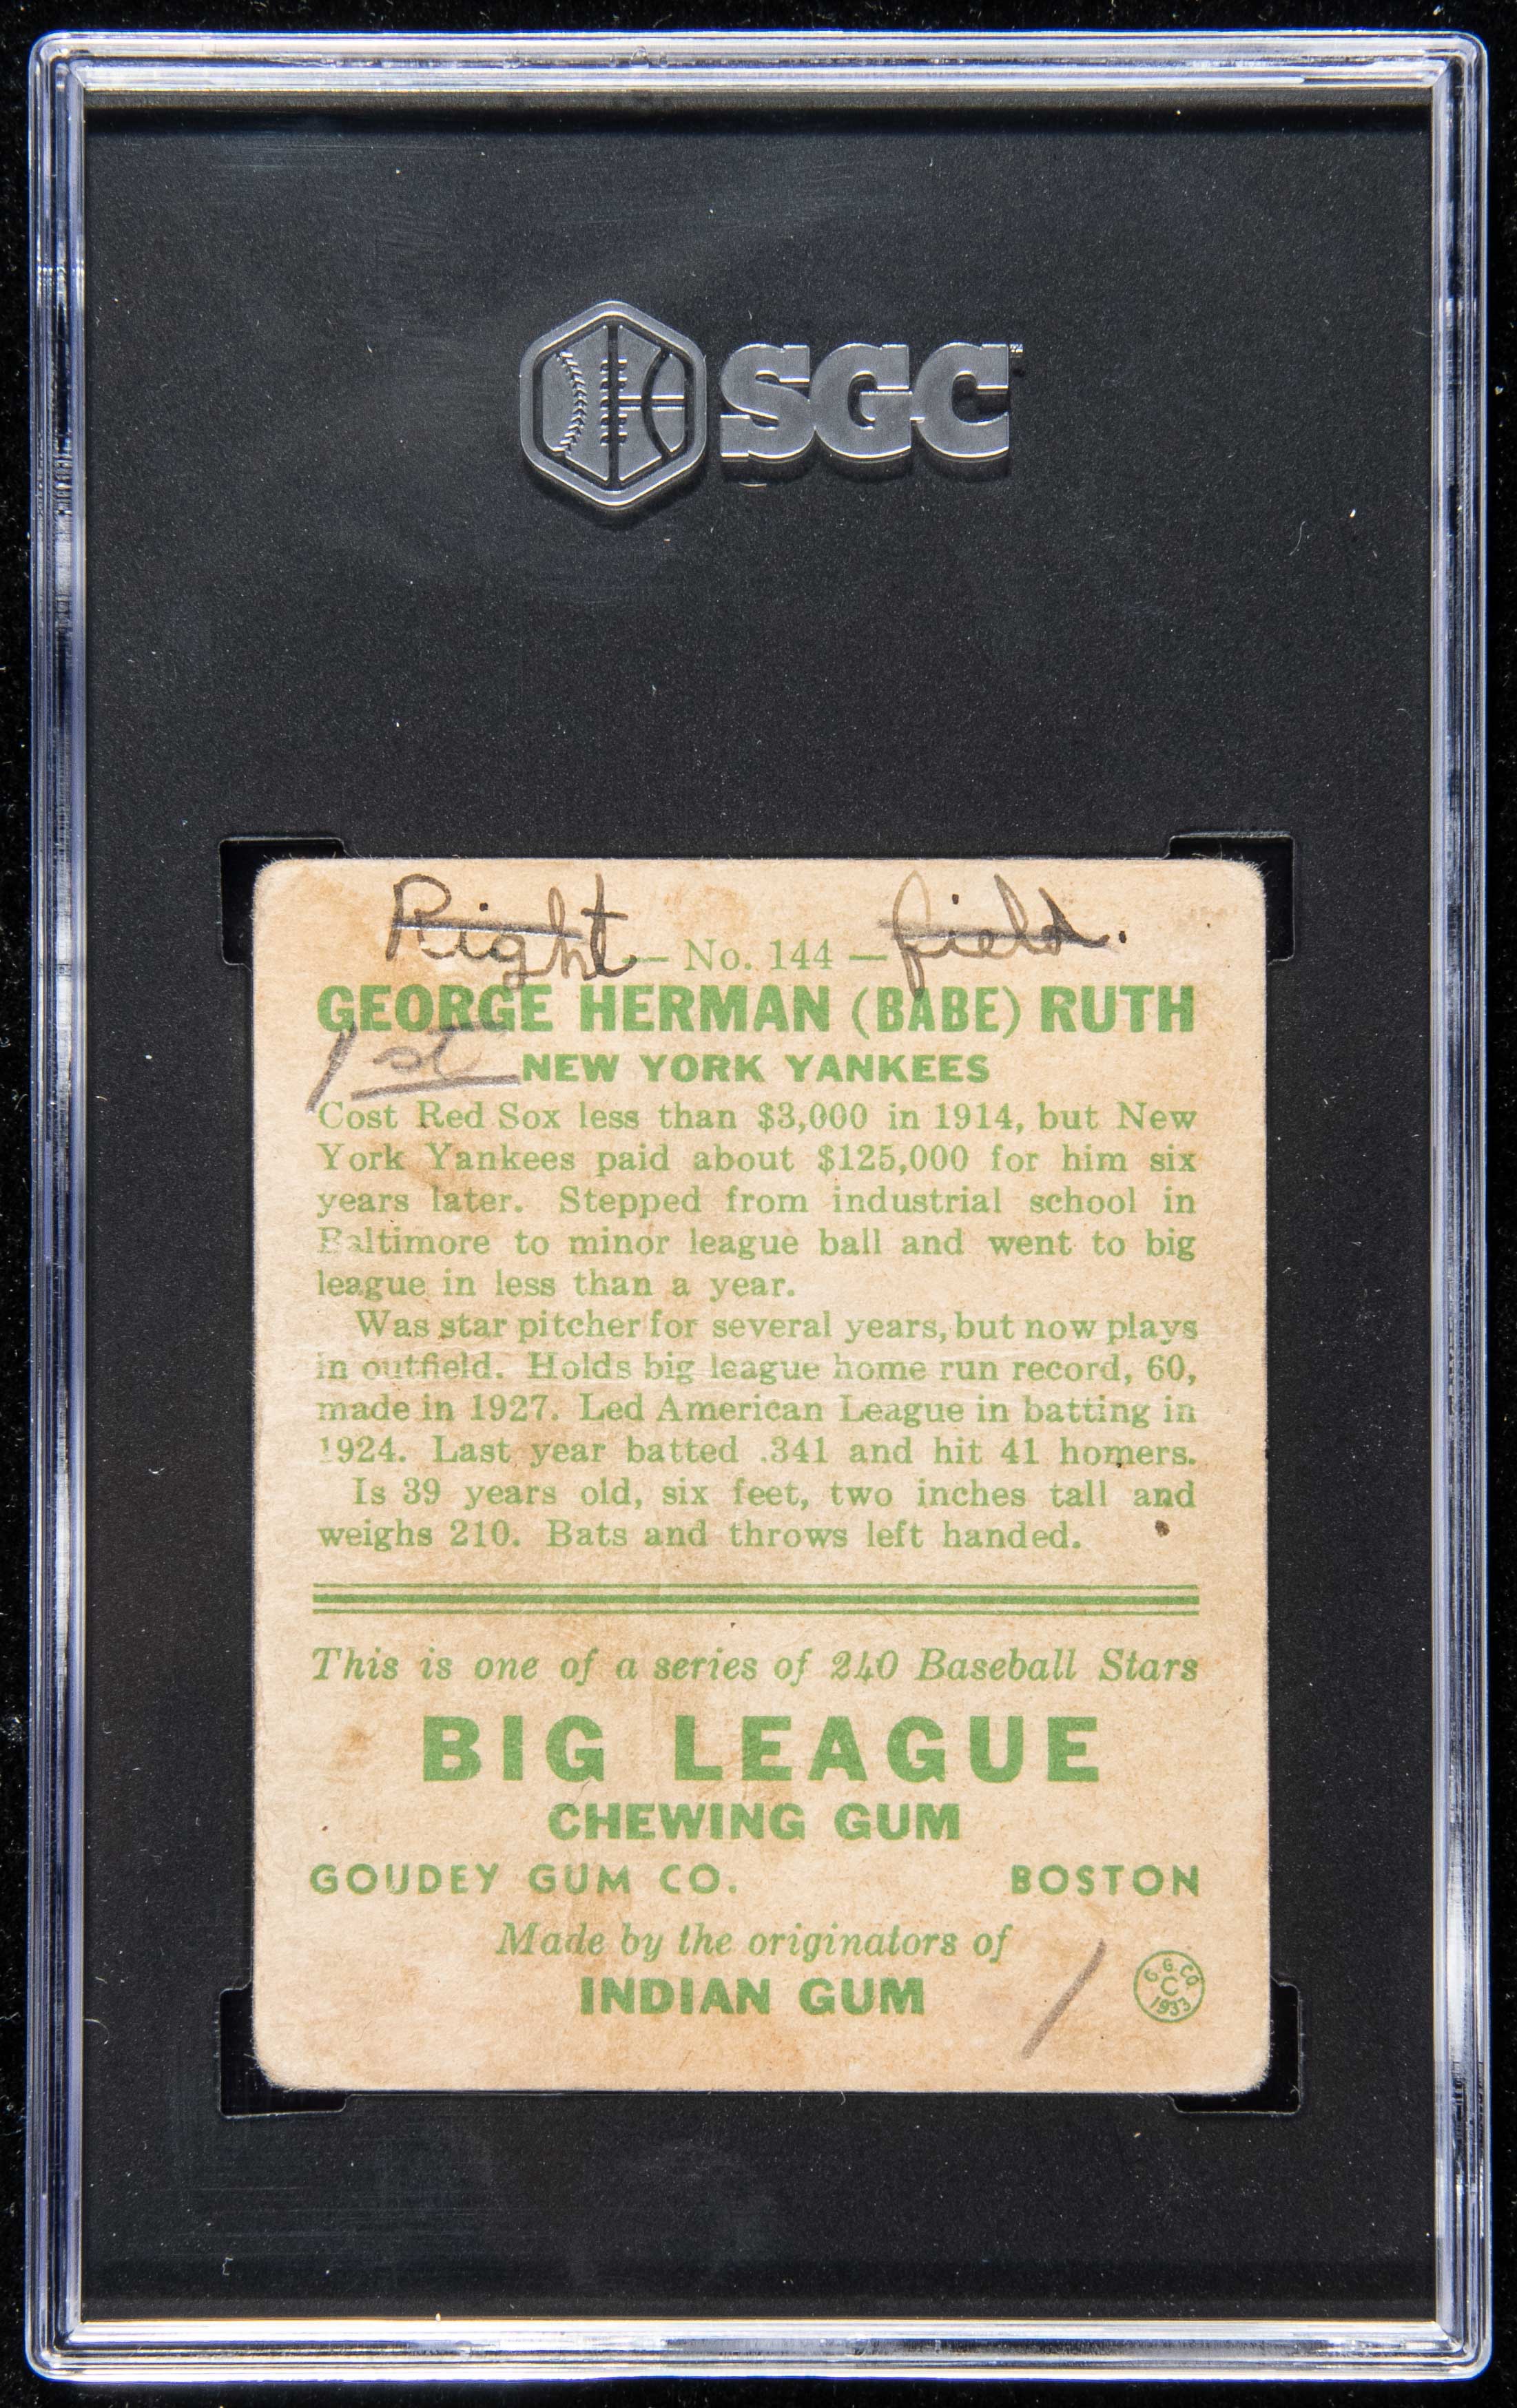 SGC™
Right — No. 144 — field.
GEORGE HERMAN (BABE) RUTH
1st NEW YORK YANKEES
Cost Red Sox less than $3,000 in 1914, but New
York Yankees paid about $125,000 for him six
years later. Stepped from industrial school in
Baltimore to minor league ball and went to big
league in less than a year.
Was star pitcher for several years, but now plays
in outfield. Holds big league home run record, 60,
made in 1927. Led American League in batting in
1924. Last year batted .341 and hit 41 homers.
Is 39 years old, six feet, two inches tall and
weighs 210. Bats and throws left handed.
This is one of a series of 240 Baseball Stars
BIG LEAGUE
CHEWING GUM
GOUDEY GUM CO. BOSTON
Made by the originators of
INDIAN GUM
/
G. G. CO.
C
1933